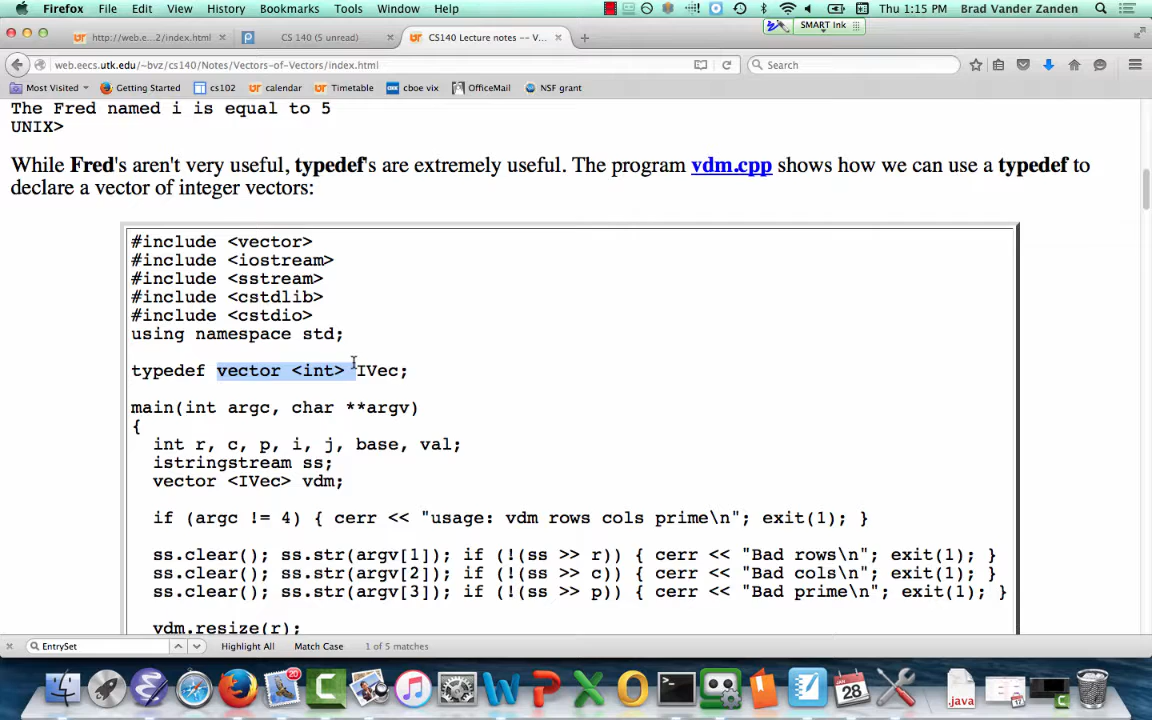 Firefox File Edit View History Bookmarks Tools Window Help Thu 1:15 PM Brad Vander Zanden
SMART Ink
http://web.e...2/index.html CS 140 (5 unread) CS140 Lecture notes -- V...
web.eecs.utk.edu/~bvz/cs140/Notes/Vectors-of-Vectors/index.html Search
Most Visited Getting Started cs102 calendar Timetable cboe vix OfficeMail NSF grant
The Fred named i is equal to 5
UNIX>
While Fred's aren't very useful, typedef's are extremely useful. The program vdm.cpp shows how we can use a typedef to
declare a vector of integer vectors:
#include <vector>
#include <iostream>
#include <sstream>
#include <cstdlib>
#include <cstdio>
using namespace std;
typedef vector <int> IVec;
main(int argc, char **argv)
{
int r, c, p, i, j, base, val;
istringstream ss;
vector <IVec> vdm;
if (argc != 4) { cerr << "usage: vdm rows cols prime\n"; exit(1); }
ss.clear(); ss.str(argv[1]); if (!(ss >> r)) { cerr << "Bad rows\n"; exit(1); }
ss.clear(); ss.str(argv[2]); if (!(ss >> c)) { cerr << "Bad cols\n"; exit(1); }
ss.clear(); ss.str(argv[3]); if (!(ss >> p)) { cerr << "Bad prime\n"; exit(1); }
vdm.resize(r);
EntrySet Highlight All Match Case 1 of 5 matches
20
28
.java
17